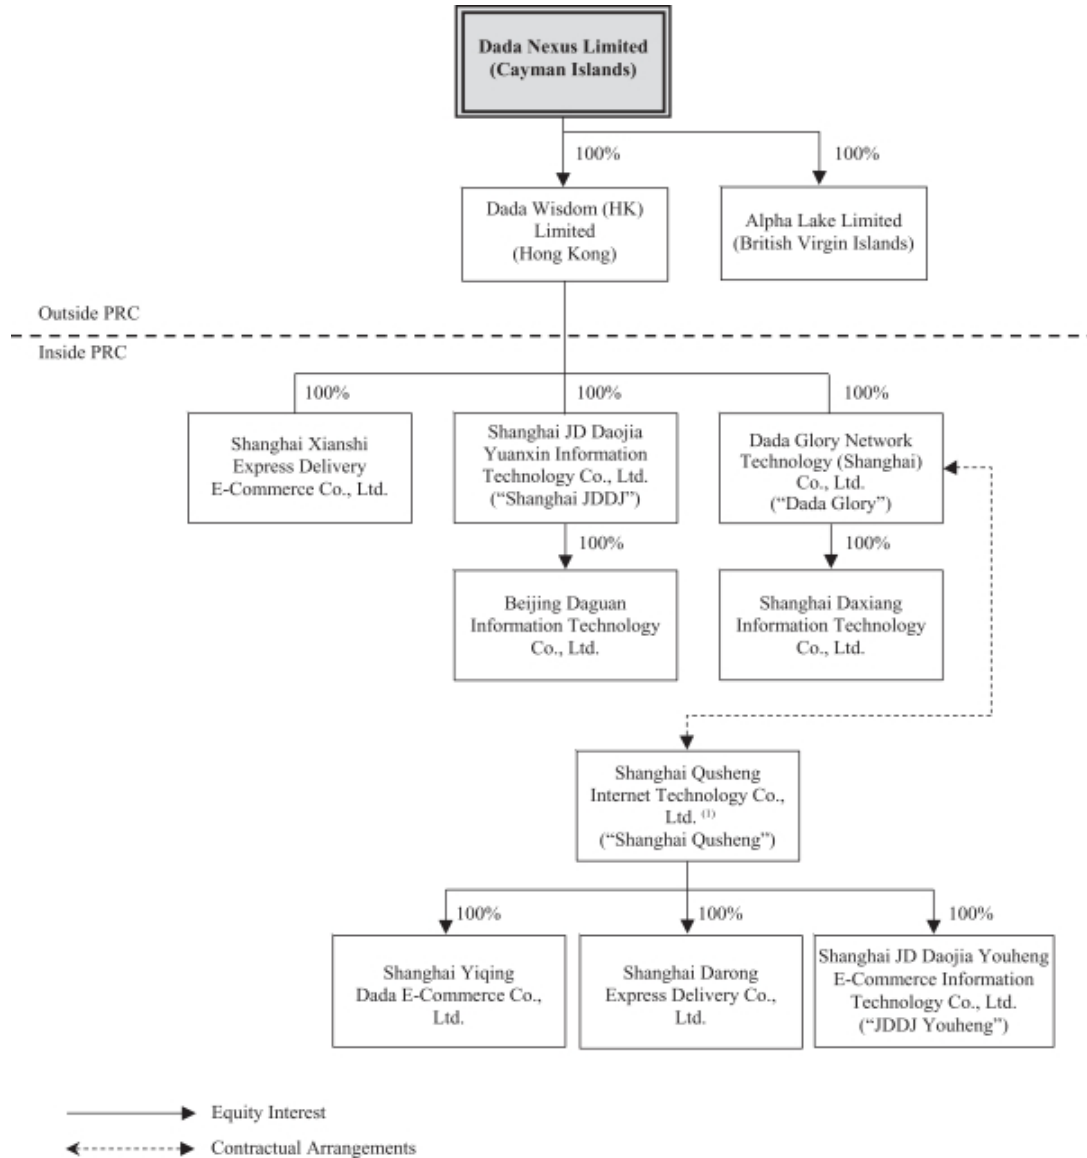 Dada Nexus Limited
(Cayman Islands)
100%
100%
Dada Wisdom (HK)
Limited
(Hong Kong)
Alpha Lake Limited
(British Virgin Islands)
Outside PRC
Inside PRC
100%
100%
100%
Shanghai Xianshi
Express Delivery
E-Commerce Co., Ltd.
Shanghai JD Daojia
Yuanxin Information
Technology Co., Ltd.
(“Shanghai JDDJ”)
Dada Glory Network
Technology (Shanghai)
Co., Ltd.
(“Dada Glory”)
100%
100%
Beijing Daguan
Information Technology
Co., Ltd.
Shanghai Daxiang
Information Technology
Co., Ltd.
Shanghai Qusheng
Internet Technology Co.,
Ltd. (1)
(“Shanghai Qusheng”)
100%
100%
100%
Shanghai Yiqing
Dada E-Commerce Co.,
Ltd.
Shanghai Darong
Express Delivery Co.,
Ltd.
Shanghai JD Daojia Youheng
E-Commerce Information
Technology Co., Ltd.
(“JDDJ Youheng”)
Equity Interest
Contractual Arrangements